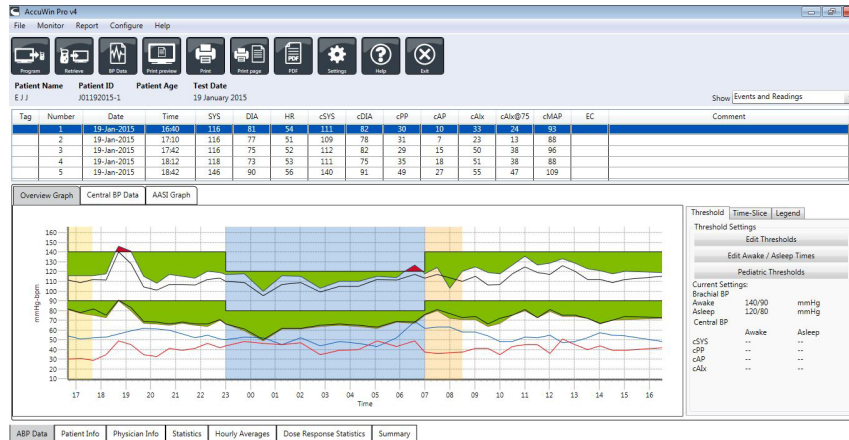 AccuWin Pro v4
File Monitor Report Configure Help
Program Retrieve BP Data Print preview Print Print page PDF Settings Help Exit
Patient Name Patient ID Patient Age Test Date
E J J J01192015-1 19 January 2015
Show Events and Readings
Tag Number Date Time SYS DIA HR cSYS cDIA cPP cAP cAIx cAIx@75 cMAP EC Comment
1 19-Jan-2015 16:40 116 81 54 111 82 30 10 33 24 93
2 19-Jan-2015 17:10 116 77 51 109 78 31 7 23 13 88
3 19-Jan-2015 17:42 116 75 52 112 82 29 15 50 38 96
4 19-Jan-2015 18:12 118 73 53 111 75 35 18 51 38 88
5 19-Jan-2015 18:42 146 90 56 140 91 49 27 55 47 109
Overview Graph Central BP Data AASI Graph
Threshold Time-Slice Legend
Threshold Settings
Edit Thresholds
Edit Awake / Asleep Times
Pediatric Thresholds
Current Settings:
Brachial BP
Awake 140/90 mmHg
Asleep 120/80 mmHg
Central BP
Awake Asleep
cSYS -- --
cPP -- --
cAP -- --
cAIx -- --
mmHg-bpm
160
150
140
130
120
110
100
90
80
70
60
50
40
30
20
10
17 18 19 20 21 22 23 00 01 02 03 04 05 06 07 08 09 10 11 12 13 14 15 16
Time
ABP Data Patient Info Physician Info Statistics Hourly Averages Dose Response Statistics Summary